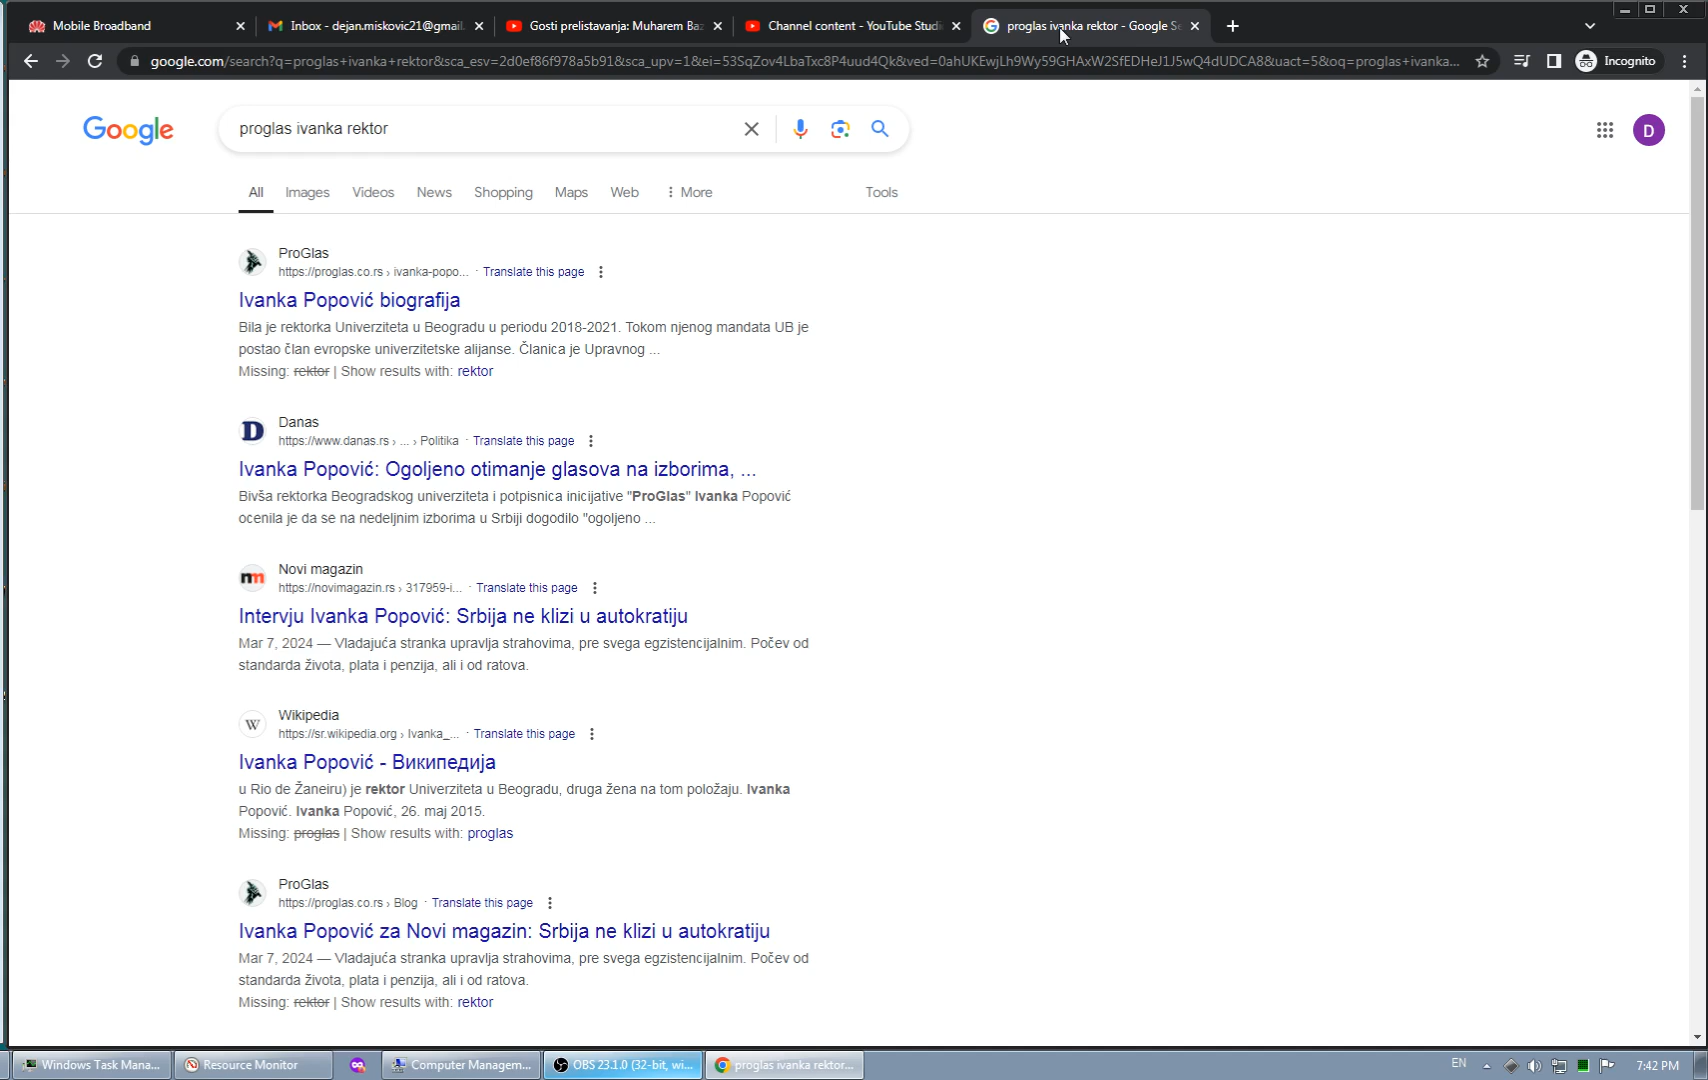 Mobile Broadband
Inbox - dejan.miskovic21@gmail.
Gosti prelistavanja: Muharem Baz
Channel content - YouTube Studi
proglas ivanka rektor - Google Se
google.com/search?q=proglas+ivanka+rektor&sca_esv=2d0ef86f978a5b91&sca_upv=1&ei=53SqZov4LbaTxc8P4uud4Qk&ved=0ahUKEwjLh9Wy59GHAxW2SfEDHeJ1J5wQ4dUDCA8&uact=5&oq=proglas+ivanka...
Incognito
Google
proglas ivanka rektor
D
All Images Videos News Shopping Maps Web More Tools
ProGlas
https://proglas.co.rs › ivanka-popo... · Translate this page
Ivanka Popović biografija
Bila je rektorka Univerziteta u Beogradu u periodu 2018-2021. Tokom njenog mandata UB je
postao član evropske univerzitetske alijanse. Članica je Upravnog ...
Missing: rektor | Show results with: rektor
D
Danas
https://www.danas.rs › ... › Politika · Translate this page
Ivanka Popović: Ogoljeno otimanje glasova na izborima, ...
Bivša rektorka Beogradskog univerziteta i potpisnica inicijative "ProGlas" Ivanka Popović
ocenila je da se na nedeljnim izborima u Srbiji dogodilo "ogoljeno ...
nm
Novi magazin
https://novimagazin.rs › 317959-i... · Translate this page
Intervju Ivanka Popović: Srbija ne klizi u autokratiju
Mar 7, 2024 — Vladajuća stranka upravlja strahovima, pre svega egzistencijalnim. Počev od
standarda života, plata i penzija, ali i od ratova.
W
Wikipedia
https://sr.wikipedia.org › Ivanka_... · Translate this page
Ivanka Popović - Википедија
u Rio de Žaneiru) je rektor Univerziteta u Beogradu, druga žena na tom položaju. Ivanka
Popović. Ivanka Popović, 26. maj 2015.
Missing: proglas | Show results with: proglas
ProGlas
https://proglas.co.rs › Blog · Translate this page
Ivanka Popović za Novi magazin: Srbija ne klizi u autokratiju
Mar 7, 2024 — Vladajuća stranka upravlja strahovima, pre svega egzistencijalnim. Počev od
standarda života, plata i penzija, ali i od ratova.
Missing: rektor | Show results with: rektor
Windows Task Mana...
Resource Monitor
Computer Managem...
OBS 23.1.0 (32-bit, wi...
proglas ivanka rektor...
EN
7:42 PM